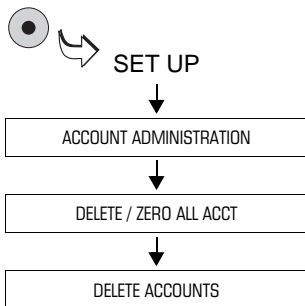 SET UP
ACCOUNT ADMINISTRATION
DELETE / ZERO ALL ACCT
DELETE ACCOUNTS